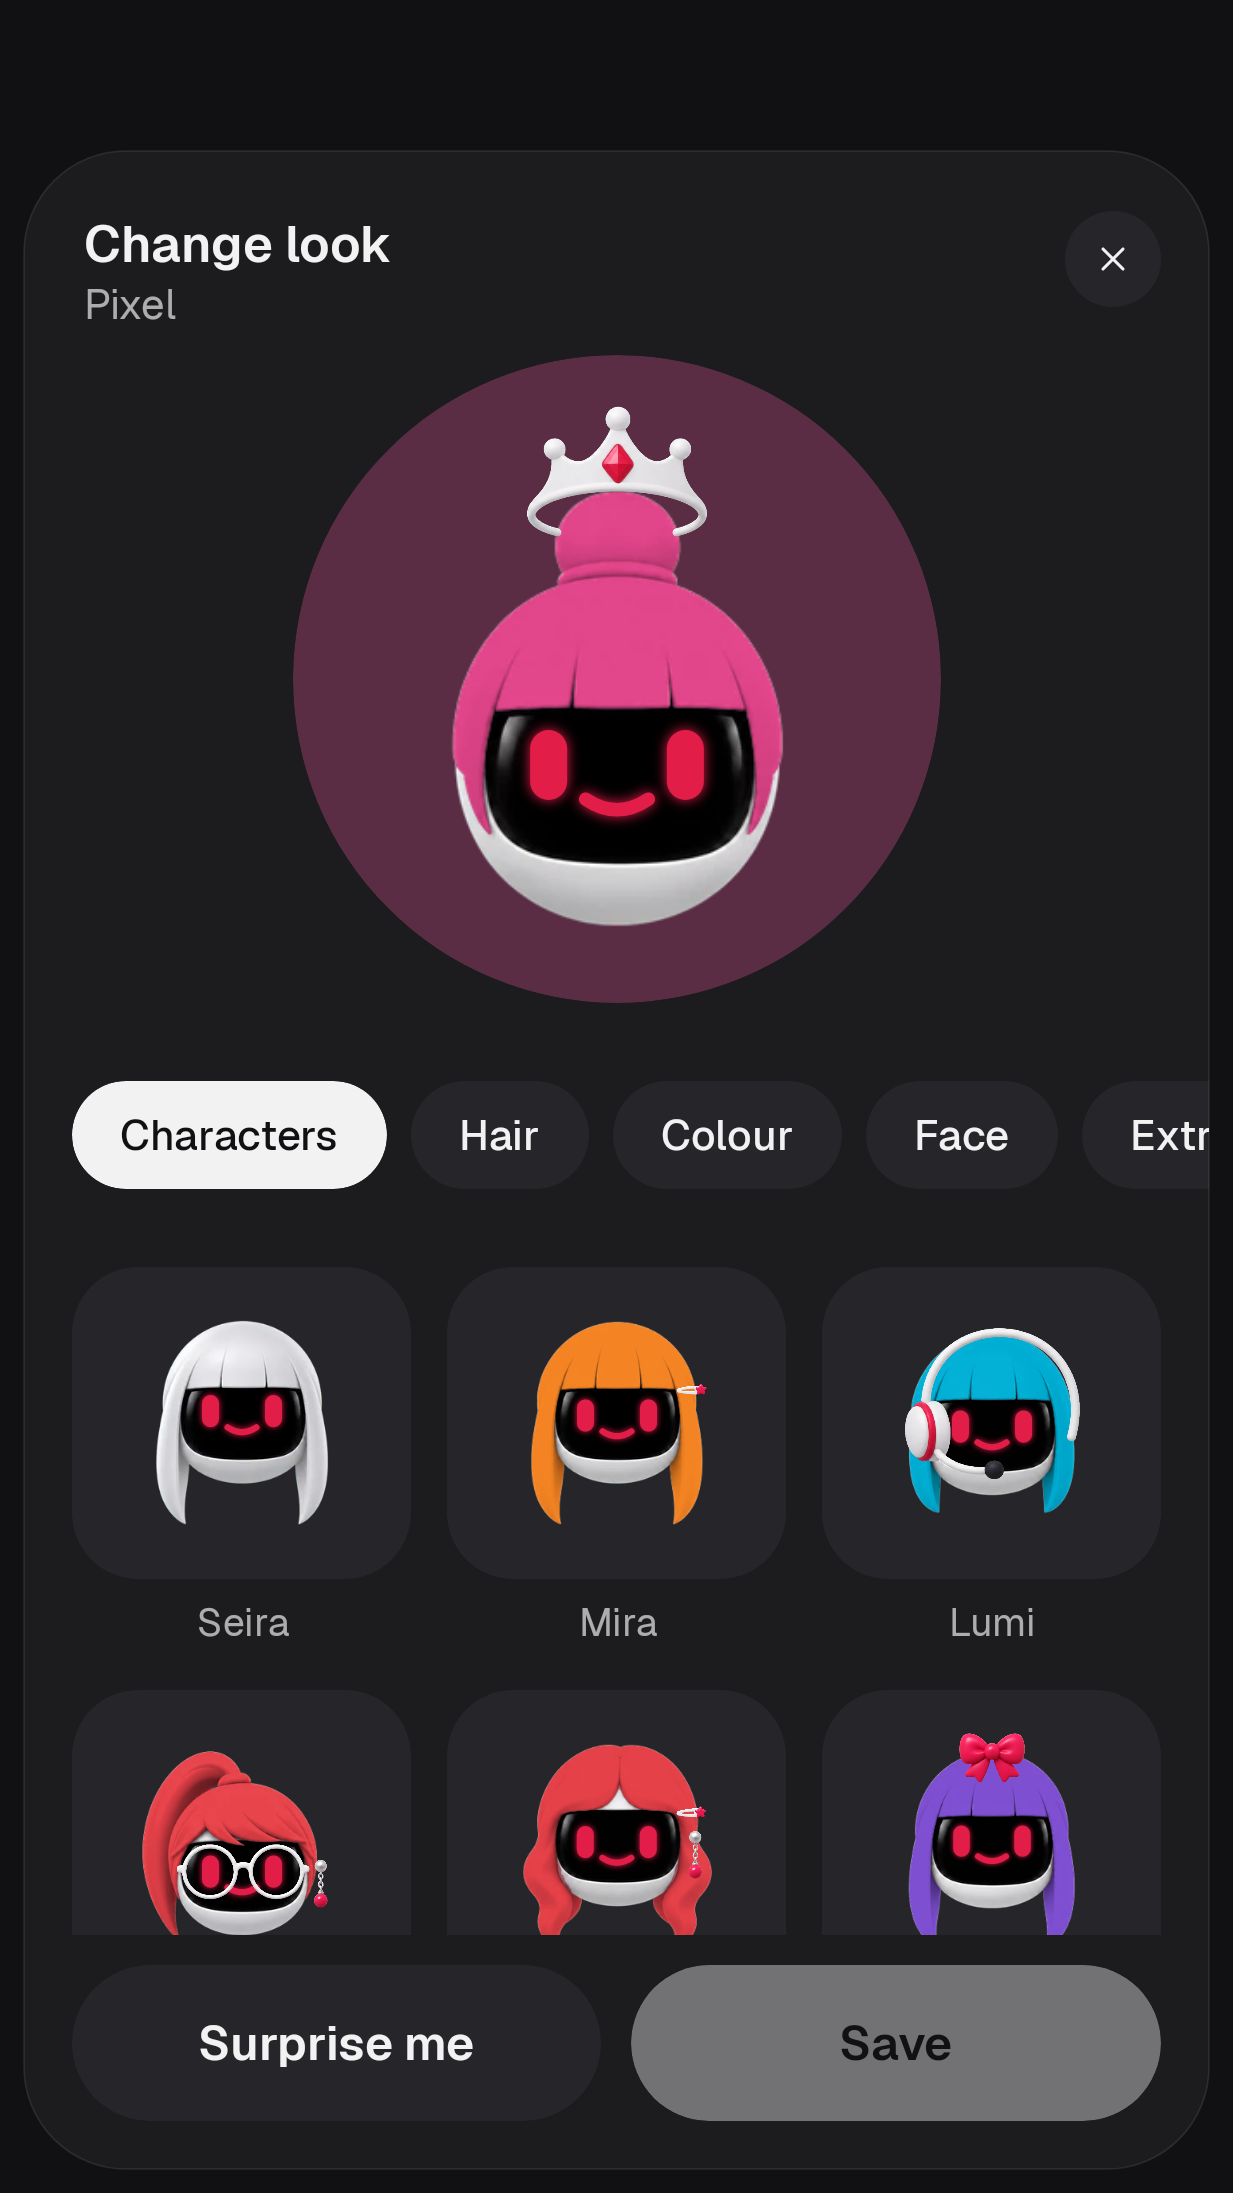 Change look
Pixel
Characters
Hair
Colour
Face
Extr
Seira
Mira
Lumi
Surprise me
Save